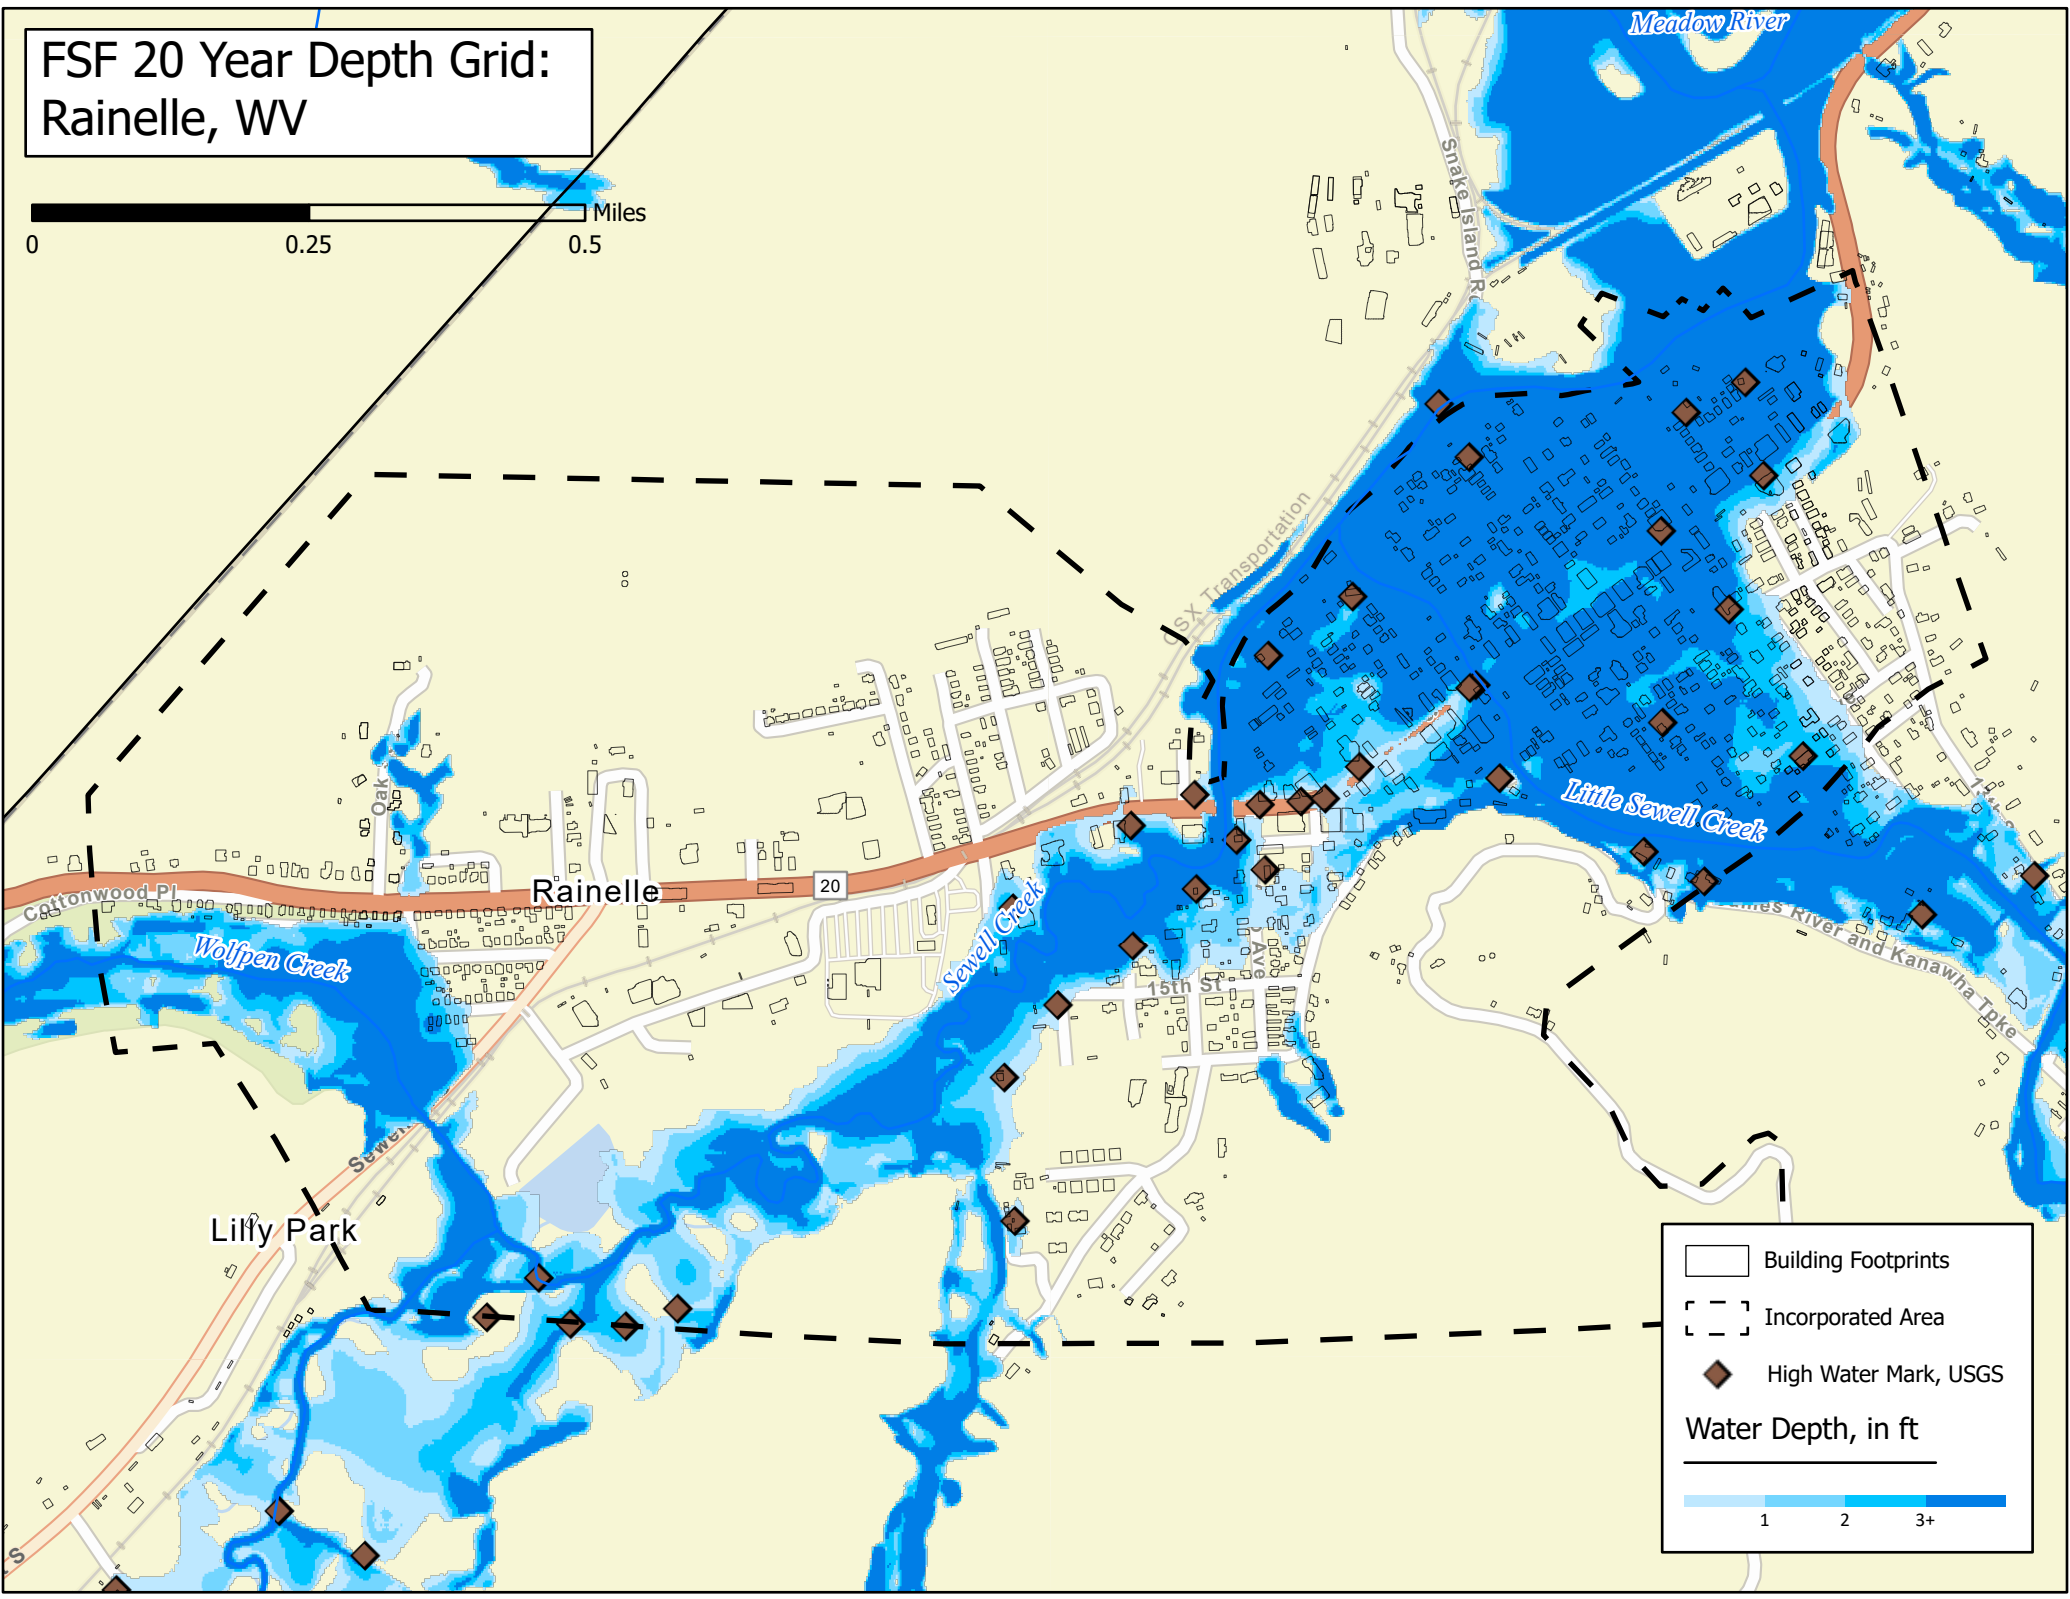 FSF 20 Year Depth Grid:
Rainelle, WV
Miles
0
0.25
0.5
Meadow River
Snake Island
CSX Transportation
Oak
Little Sewell Creek
Rainelle
20
Cottonwood Pl
Wolfpen Creek
Sewell Creek
15th St
Ave
River and Kanawha Tpke
Lilly Park
S
Building Footprints
Incorporated Area
High Water Mark, USGS
Water Depth, in ft
1
2
3+